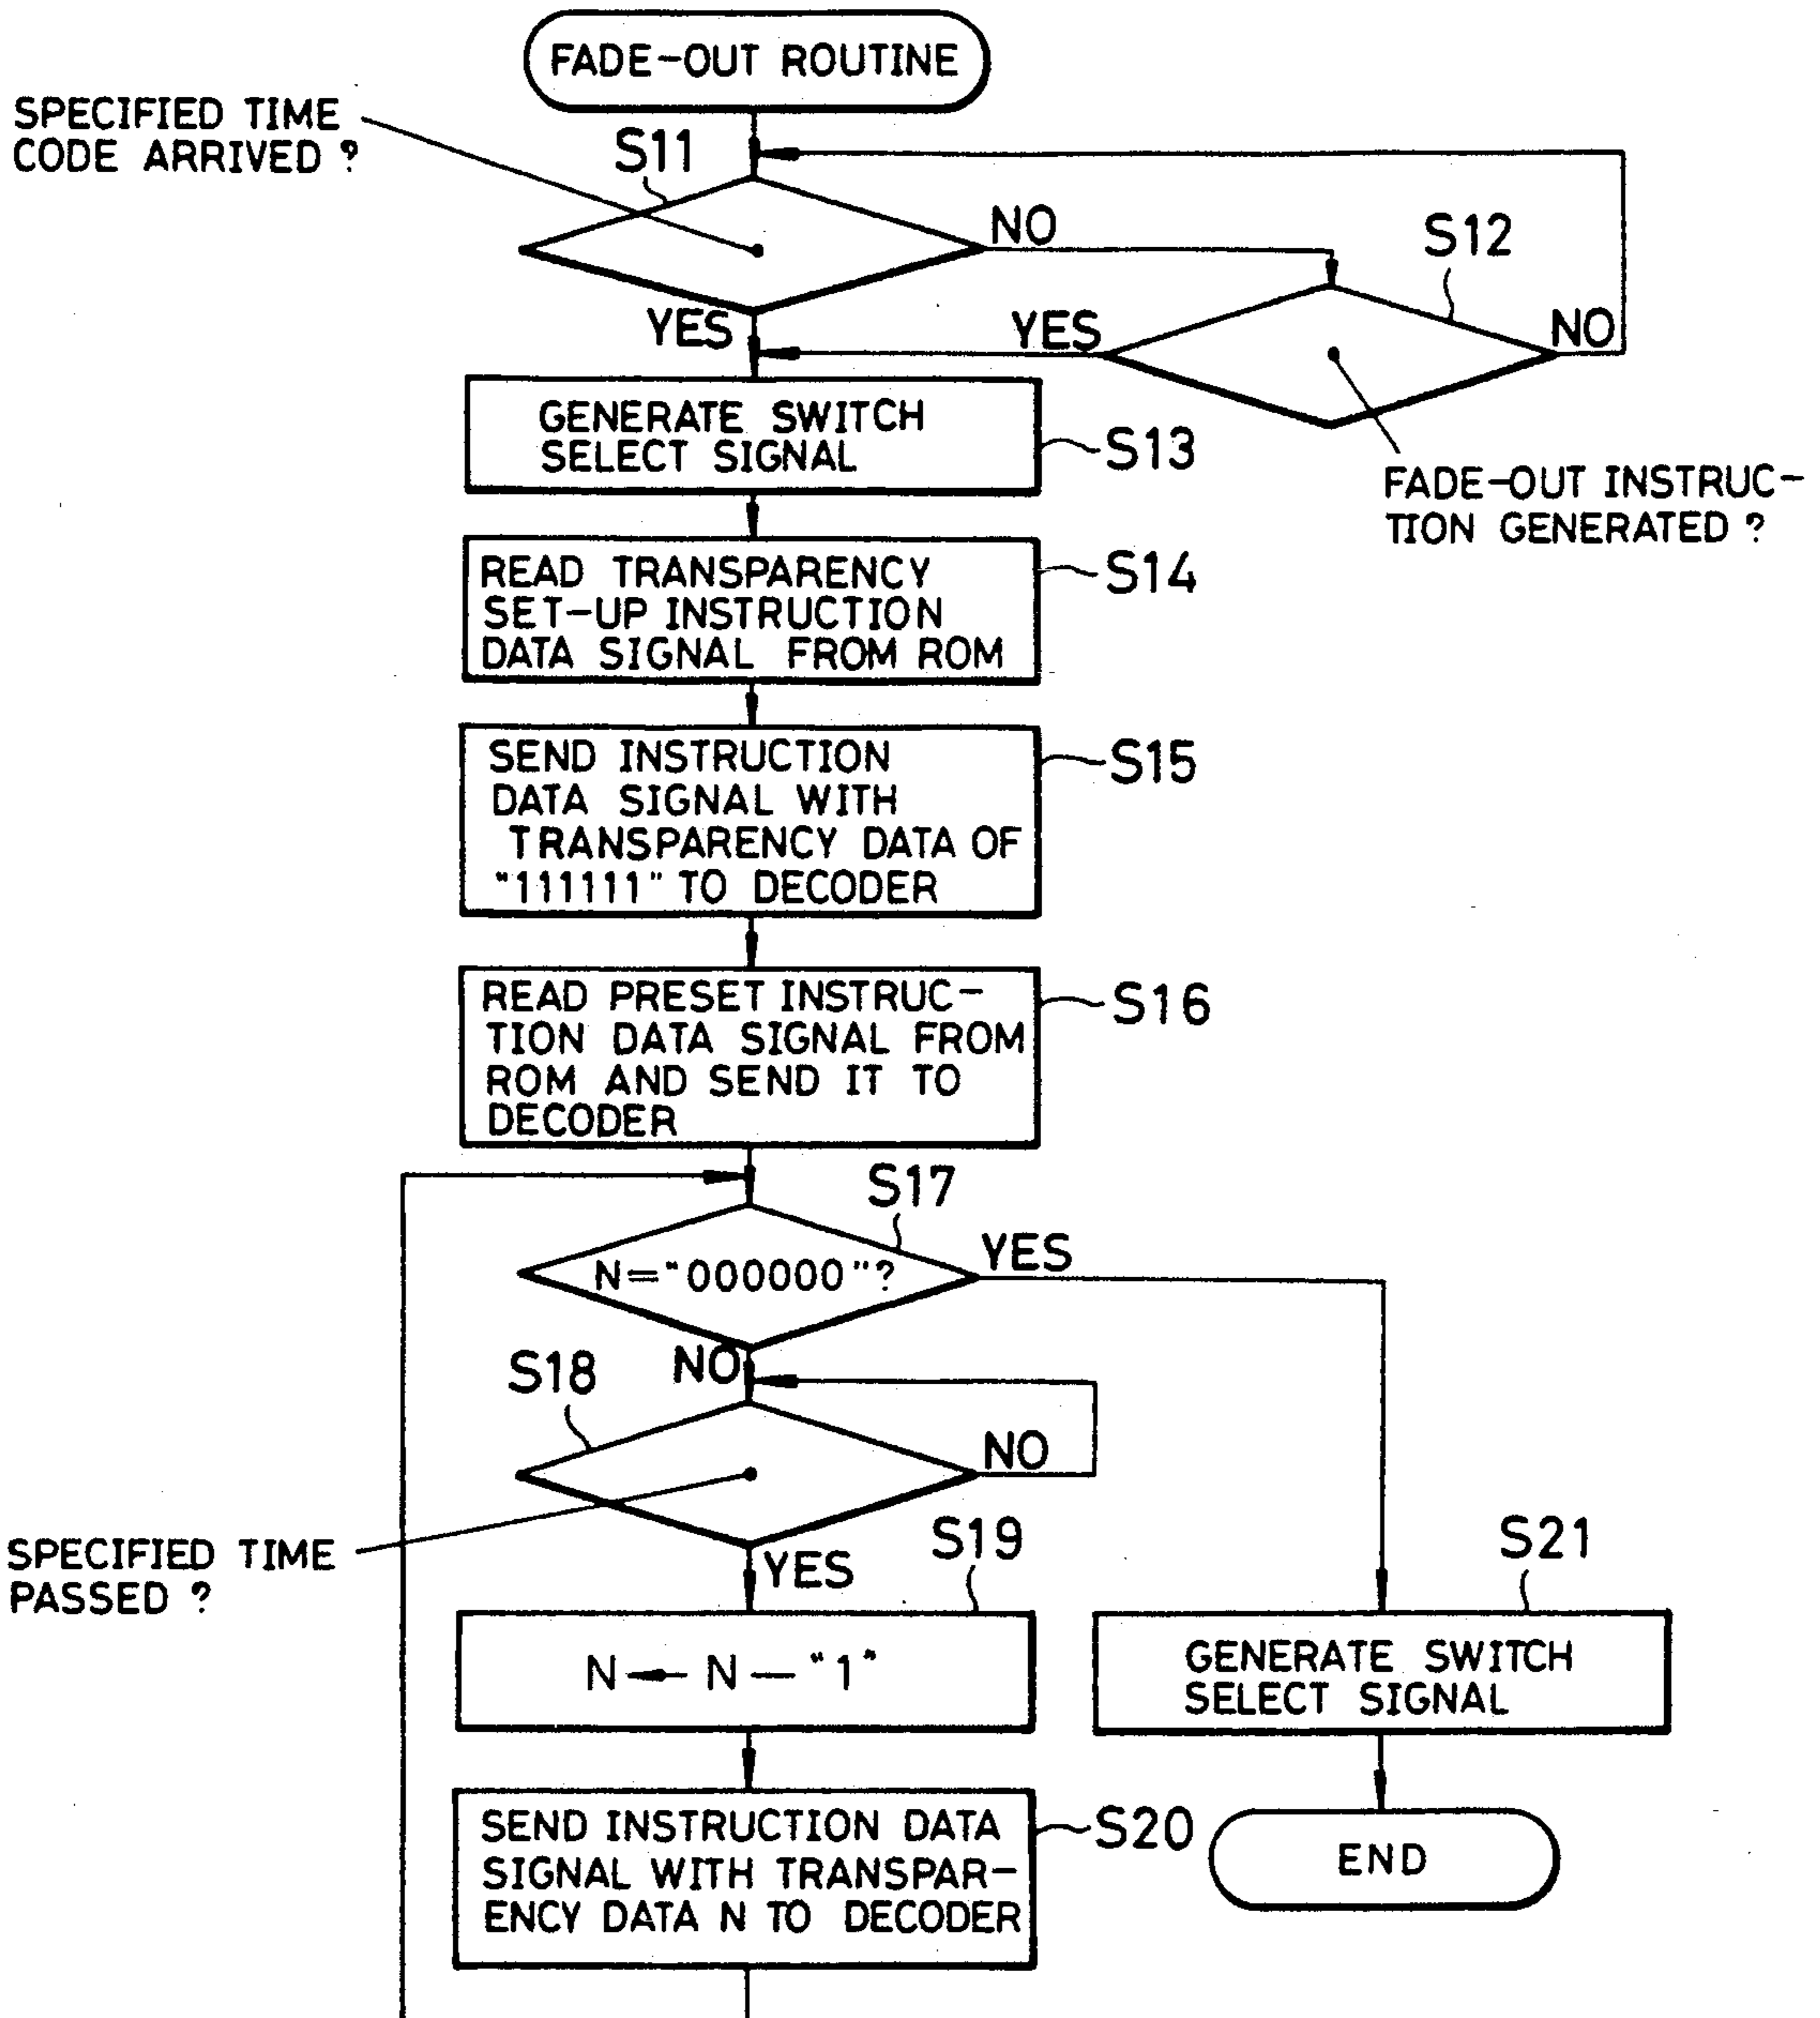 FADE-OUT ROUTINE
SPECIFIED TIME
CODE ARRIVED ?
S11
NO
S12
YES
YES
NO
GENERATE SWITCH
SELECT SIGNAL
S13
FADE-OUT INSTRUC-
TION GENERATED ?
READ TRANSPARENCY
SET-UP INSTRUCTION
DATA SIGNAL FROM ROM
S14
SEND INSTRUCTION
DATA SIGNAL WITH
TRANSPARENCY DATA OF
"111111" TO DECODER
S15
READ PRESET INSTRUC-
TION DATA SIGNAL FROM
ROM AND SEND IT TO
DECODER
S16
S17
N="000000"?
YES
NO
S18
NO
SPECIFIED TIME
PASSED ?
YES
S19
N ← N — "1"
S21
GENERATE SWITCH
SELECT SIGNAL
SEND INSTRUCTION DATA
SIGNAL WITH TRANSPAR-
ENCY DATA N TO DECODER
S20
END